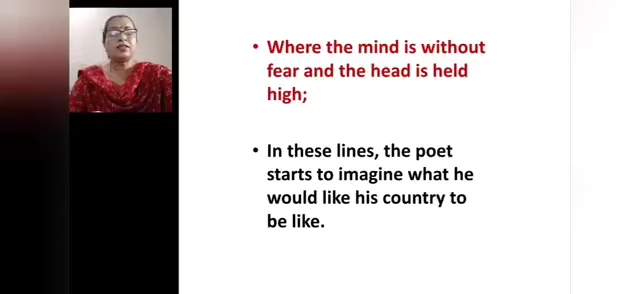 • Where the mind is without
fear and the head is held
high;
• In these lines, the poet
starts to imagine what he
would like his country to
be like.